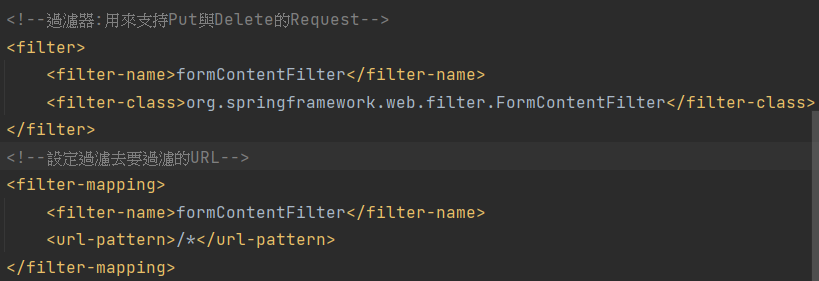 <!--過濾器:用來支持Put與Delete的Request-->
<filter>
    <filter-name>formContentFilter</filter-name>
    <filter-class>org.springframework.web.filter.FormContentFilter</filter-class>
</filter>
<!--設定過濾去要過濾的URL-->
<filter-mapping>
    <filter-name>formContentFilter</filter-name>
    <url-pattern>/*</url-pattern>
</filter-mapping>